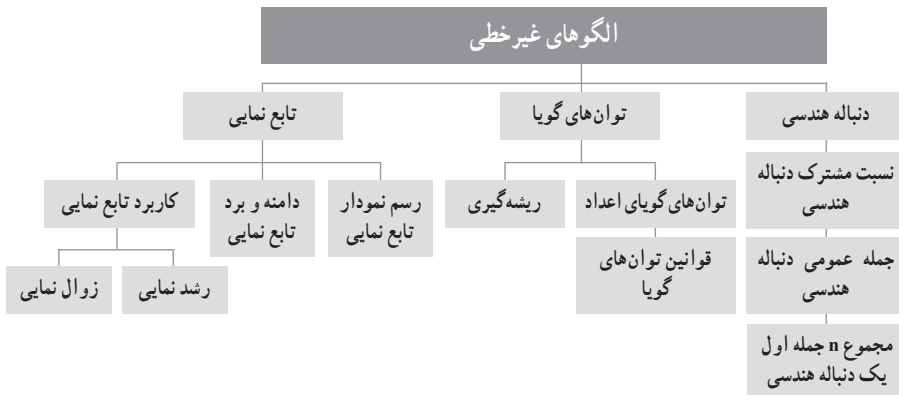 الگوهای غیرخطی
دنباله هندسی
توان‌های گویا
تابع نمایی
نسبت مشترک دنباله
هندسی
جمله عمومی دنباله
هندسی
مجموع n جمله اول
یک دنباله هندسی
توان‌های گویای اعداد
قوانین توان‌های
گویا
ریشه‌گیری
رسم نمودار
تابع نمایی
دامنه و برد
تابع نمایی
کاربرد تابع نمایی
رشد نمایی
زوال نمایی